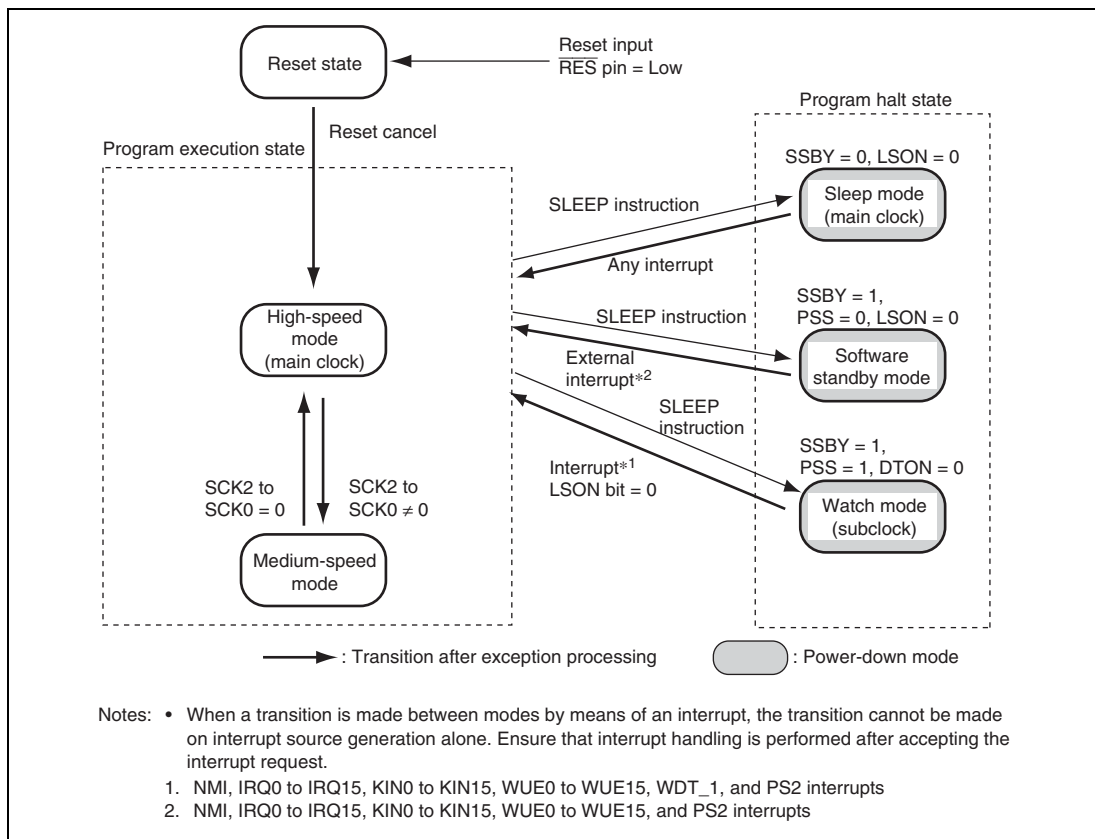 Reset state
Reset input
RES pin = Low
Program halt state
Reset cancel
Program execution state
SSBY = 0, LSON = 0
Sleep mode
(main clock)
SLEEP instruction
Any interrupt
High-speed
mode
(main clock)
SSBY = 1,
PSS = 0, LSON = 0
SLEEP instruction
Software
standby mode
External
interrupt*2
SLEEP
instruction
SSBY = 1,
PSS = 1, DTON = 0
Interrupt*1
LSON bit = 0
Watch mode
(subclock)
SCK2 to
SCK0 = 0
SCK2 to
SCK0 ≠ 0
Medium-speed
mode
: Transition after exception processing
: Power-down mode
Notes: • When a transition is made between modes by means of an interrupt, the transition cannot be made
on interrupt source generation alone. Ensure that interrupt handling is performed after accepting the
interrupt request.
1. NMI, IRQ0 to IRQ15, KIN0 to KIN15, WUE0 to WUE15, WDT_1, and PS2 interrupts
2. NMI, IRQ0 to IRQ15, KIN0 to KIN15, WUE0 to WUE15, and PS2 interrupts